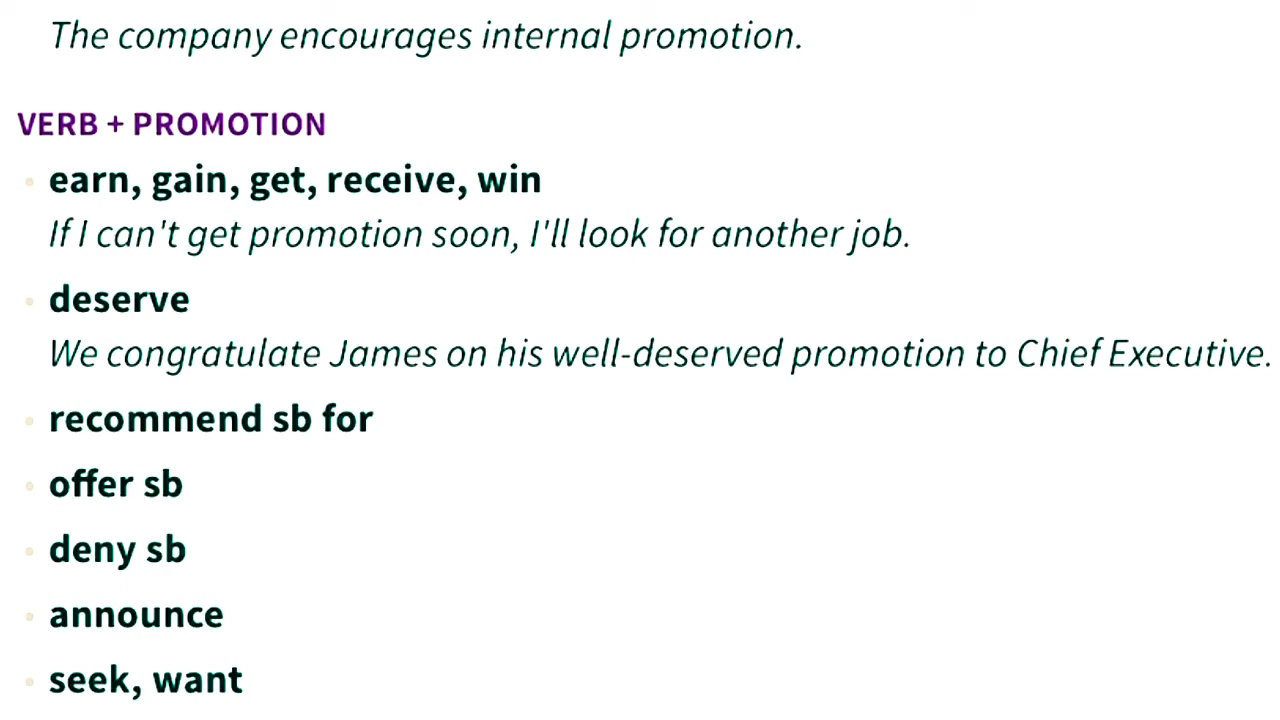 The company encourages internal promotion.
VERB + PROMOTION
earn, gain, get, receive, win
If I can't get promotion soon, I'll look for another job.
deserve
We congratulate James on his well-deserved promotion to Chief Executive.
recommend sb for
offer sb
deny sb
announce
seek, want